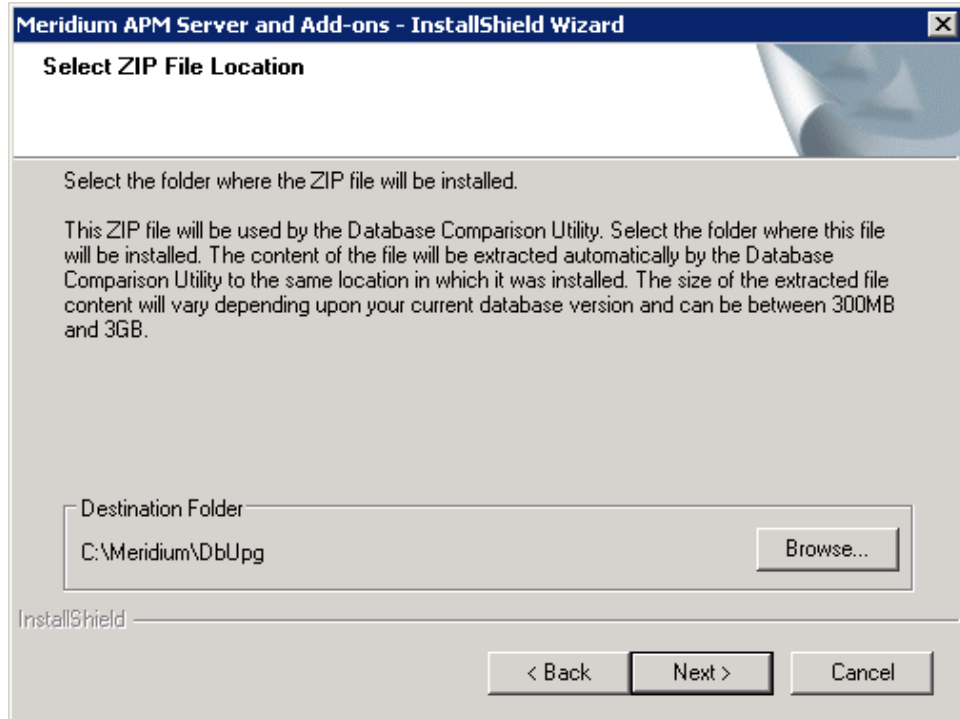 Meridium APM Server and Add-ons - InstallShield Wizard
Select ZIP File Location
Select the folder where the ZIP file will be installed.
This ZIP file will be used by the Database Comparison Utility. Select the folder where this file
will be installed. The content of the file will be extracted automatically by the Database
Comparison Utility to the same location in which it was installed. The size of the extracted file
content will vary depending upon your current database version and can be between 300MB
and 3GB.
Destination Folder
C:\Meridium\DbUpg
Browse...
InstallShield
< Back
Next >
Cancel